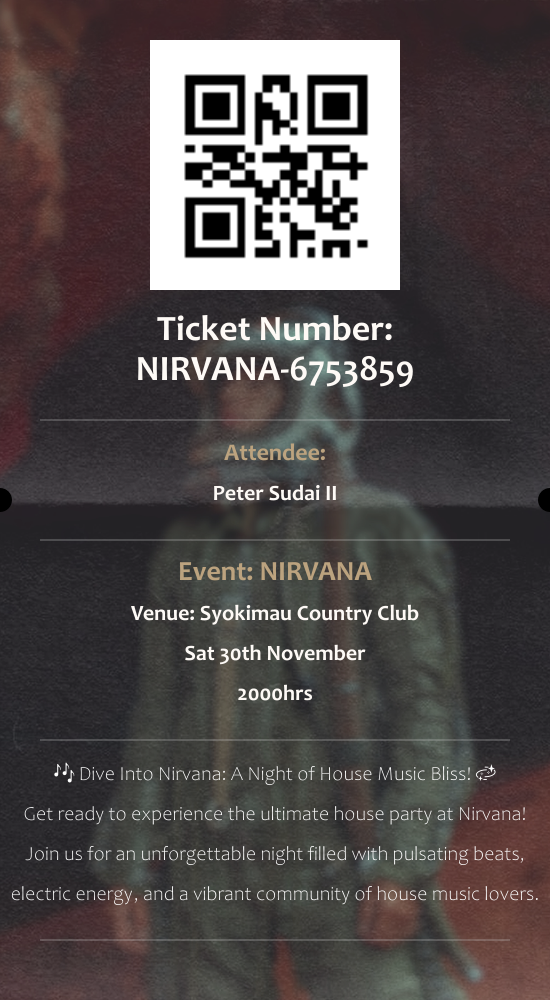 Ticket Number:
NIRVANA-6753859
Attendee:
Peter Sudai II
Event: NIRVANA
Venue: Syokimau Country Club
Sat 30th November
2000hrs
🎶 Dive Into Nirvana: A Night of House Music Bliss! 💫
Get ready to experience the ultimate house party at Nirvana!
Join us for an unforgettable night filled with pulsating beats,
electric energy, and a vibrant community of house music lovers.